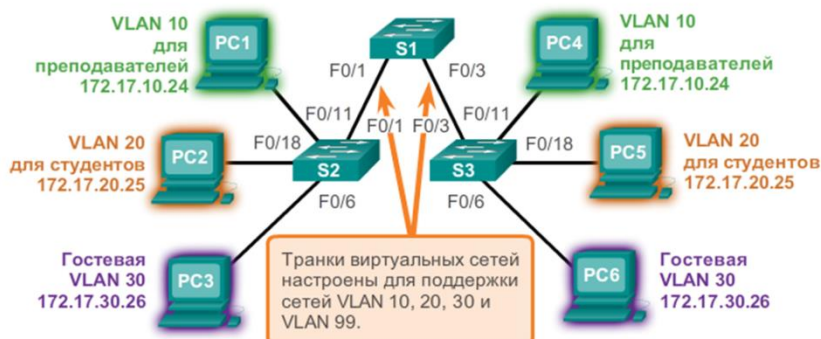 VLAN 10
для
преподавателей
172.17.10.24
PC1
S1
PC4
VLAN 10
для
преподавателей
172.17.10.24
F0/1
F0/3
F0/11
F0/1
F0/3
F0/11
VLAN 20
для студентов
172.17.20.25
PC2
F0/18
S2
S3
F0/18
PC5
VLAN 20
для студентов
172.17.20.25
F0/6
F0/6
Гостевая
VLAN 30
172.17.30.26
PC3
Транки виртуальных сетей
настроены для поддержки
сетей VLAN 10, 20, 30 и
VLAN 99.
PC6
Гостевая
VLAN 30
172.17.30.26